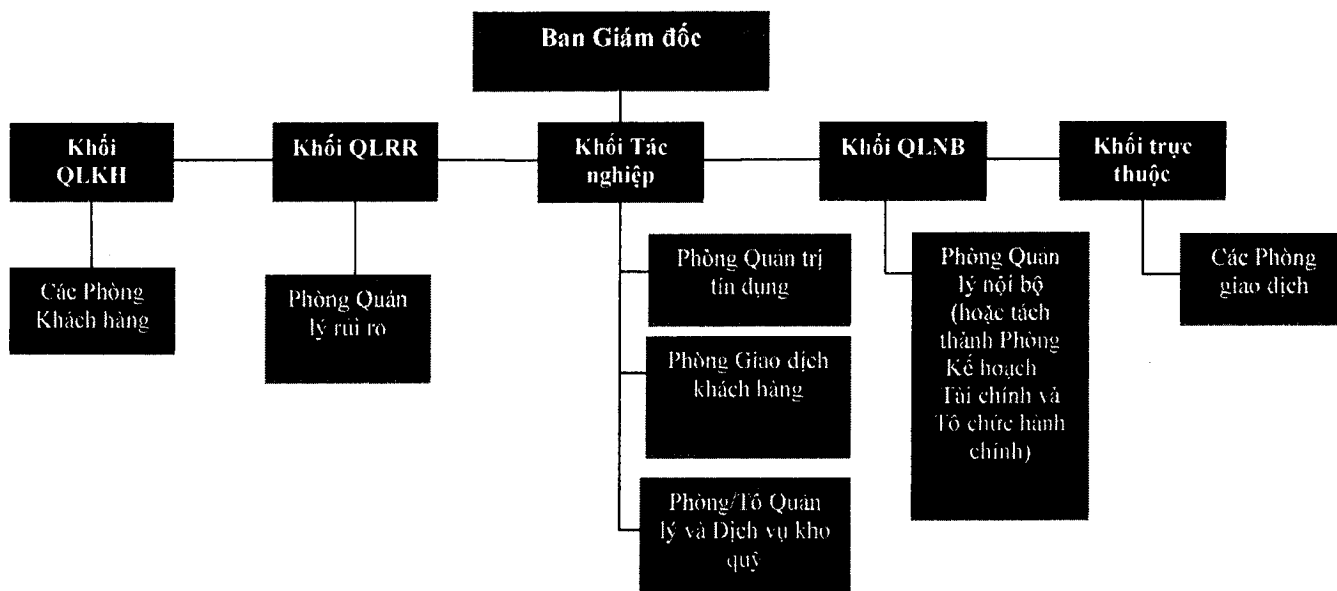 Ban Giám đốc
Khối
QLKH
Khối QLRR
Khối Tác
nghiệp
Khối QLNB
Khối trực
thuộc
Các Phòng
Khách hàng
Phòng Quản
lý rủi ro
Phòng Quản trị
tín dụng
Phòng Giao dịch
khách hàng
Phòng/Tổ Quản
lý và Dịch vụ kho
quỹ
Phòng Quản
lý nội bộ
(hoặc tách
thành Phòng
Kế hoạch
Tài chính và
Tổ chức hành
chính)
Các Phòng
giao dịch